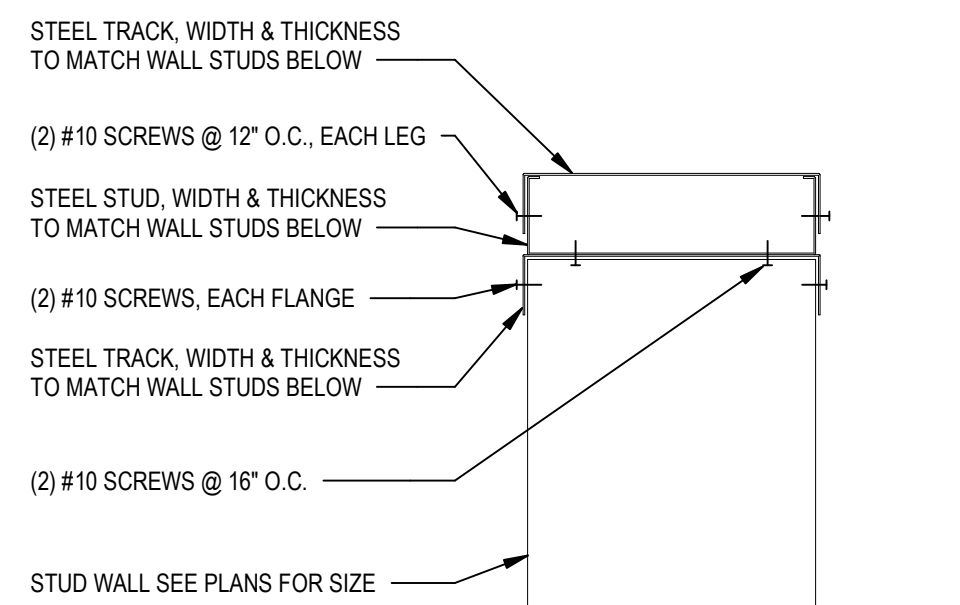 STEEL TRACK, WIDTH & THICKNESS
TO MATCH WALL STUDS BELOW
(2) #10 SCREWS @ 12" O.C., EACH LEG
STEEL STUD, WIDTH & THICKNESS
TO MATCH WALL STUDS BELOW
(2) #10 SCREWS, EACH FLANGE
STEEL TRACK, WIDTH & THICKNESS
TO MATCH WALL STUDS BELOW
(2) #10 SCREWS @ 16" O.C.
STUD WALL SEE PLANS FOR SIZE